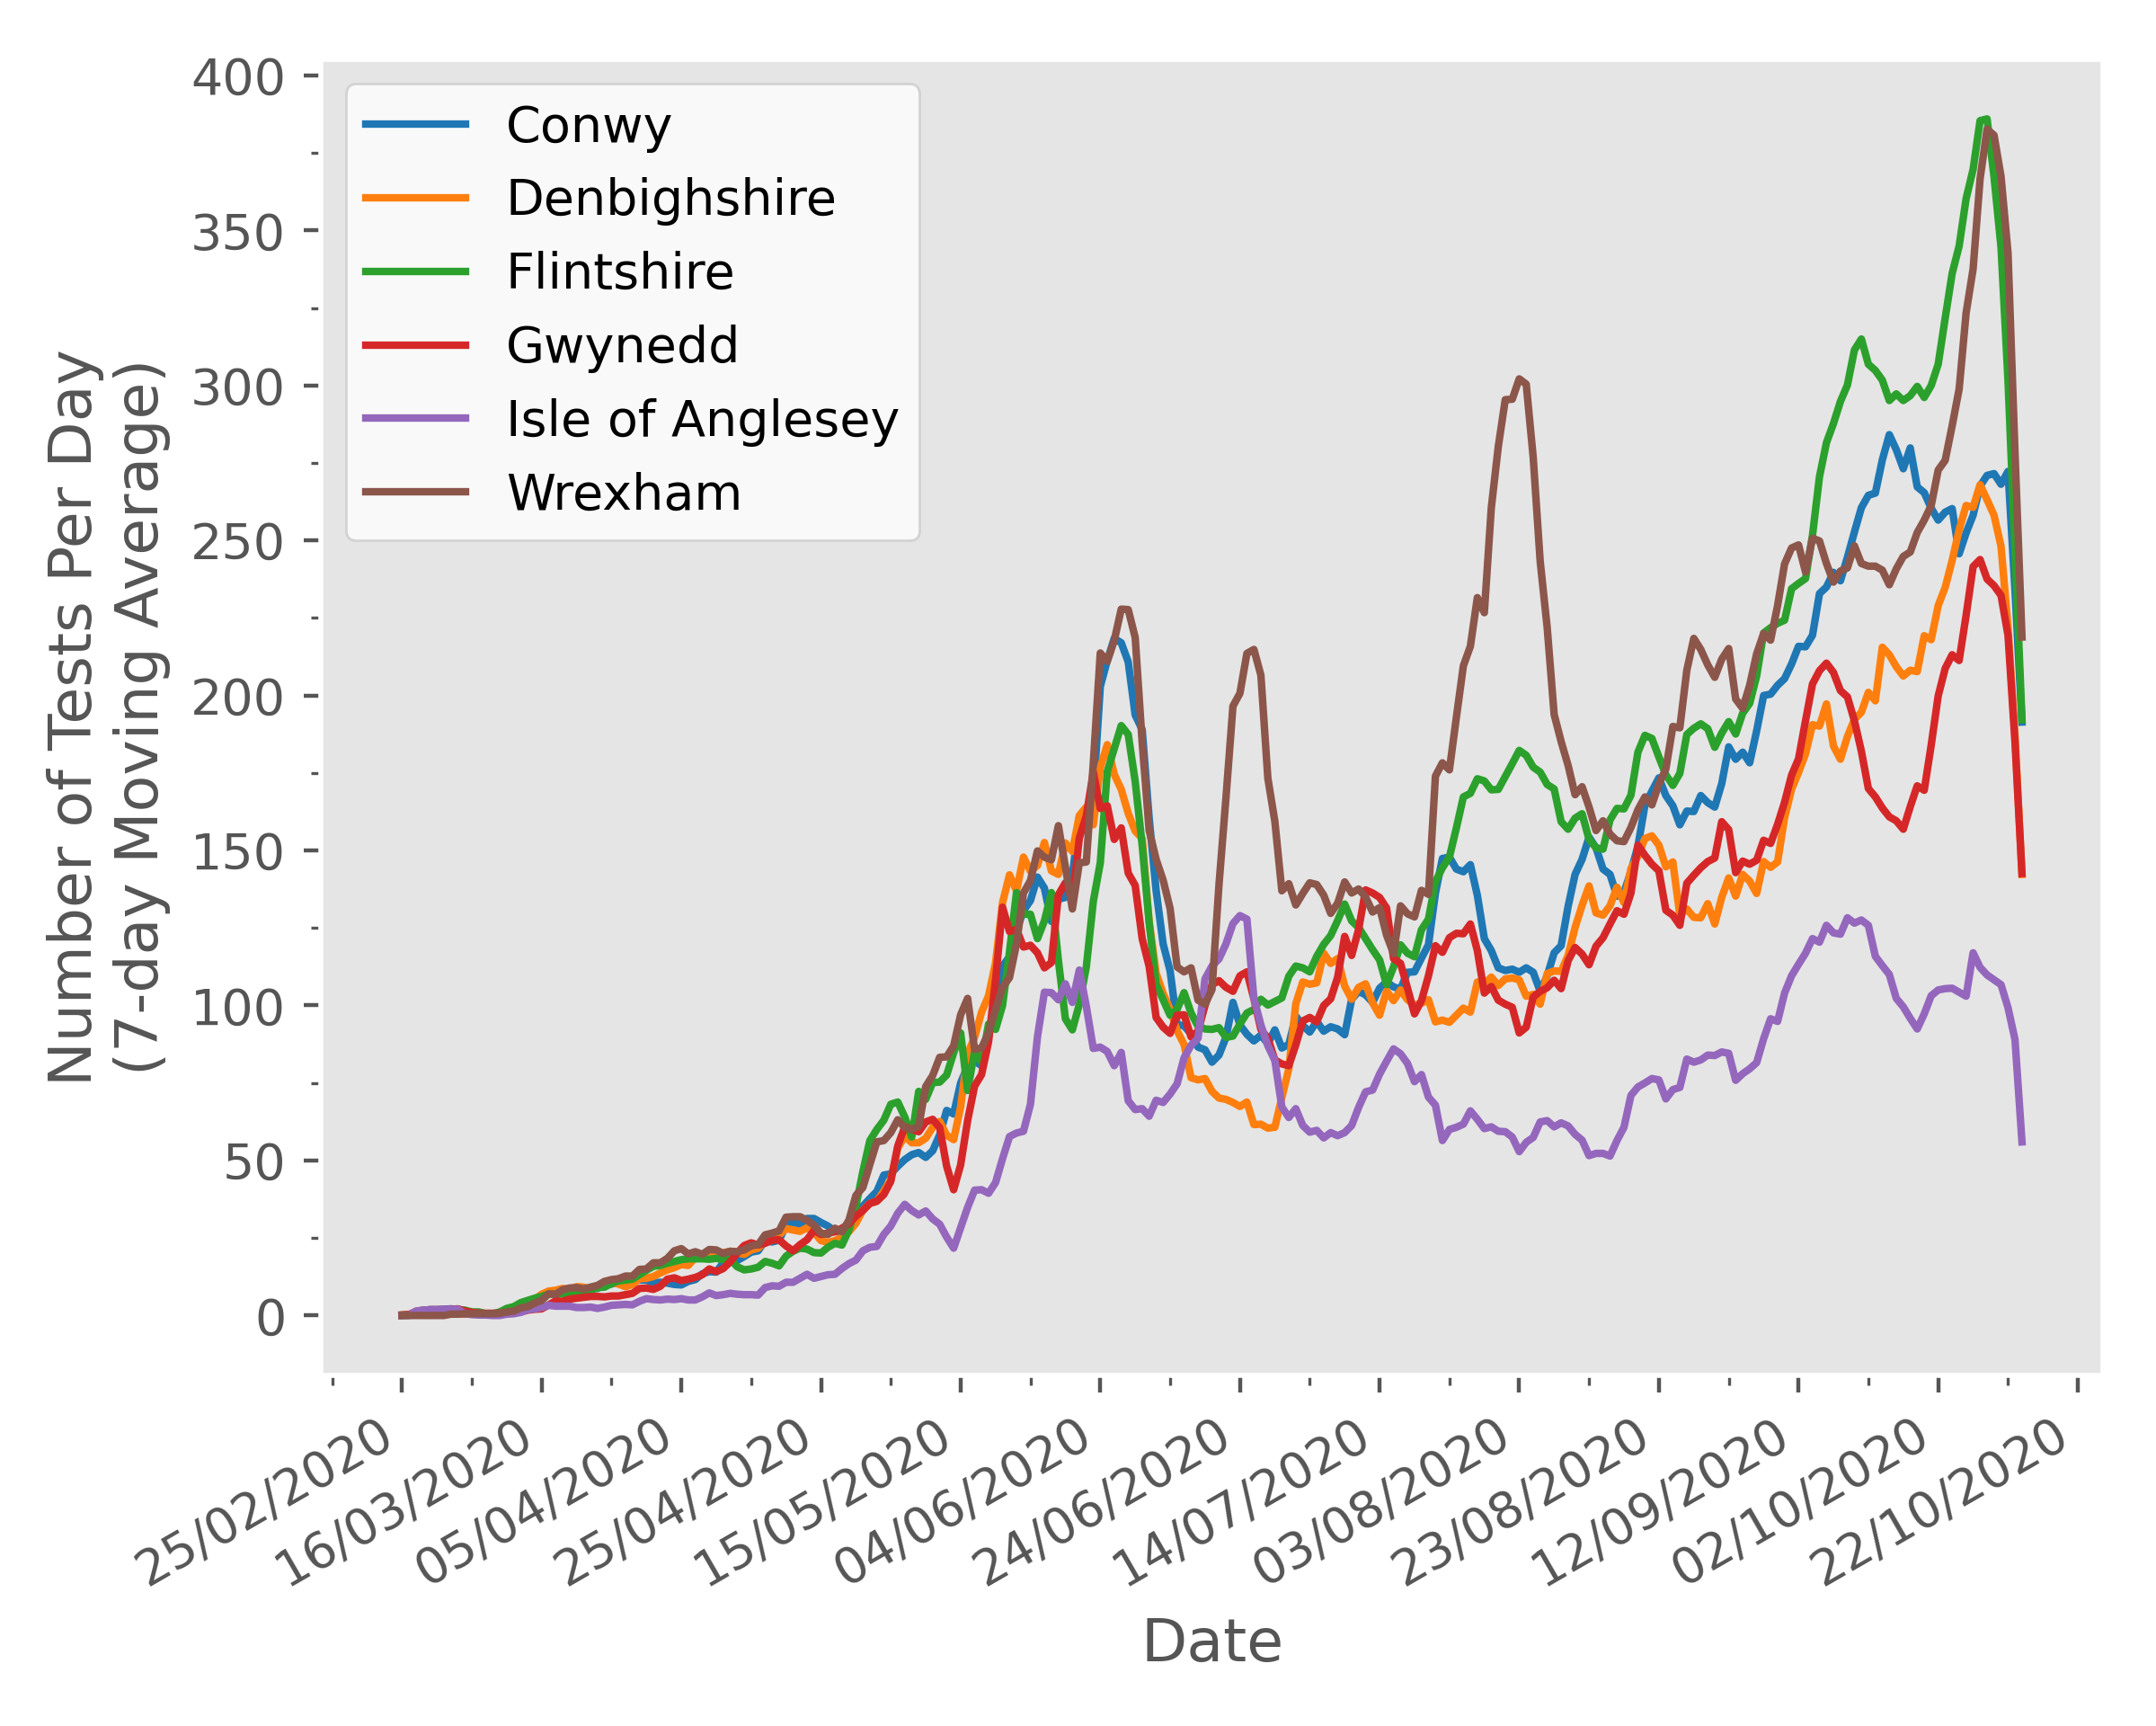 Number of Tests Per Day
(7-day Moving Average)
400
350
300
250
200
150
100
50
0
Conwy
Denbighshire
Flintshire
Gwynedd
Isle of Anglesey
Wrexham
25/02/2020
16/03/2020
05/04/2020
25/04/2020
15/05/2020
04/06/2020
24/06/2020
14/07/2020
03/08/2020
23/08/2020
12/09/2020
02/10/2020
22/10/2020
Date